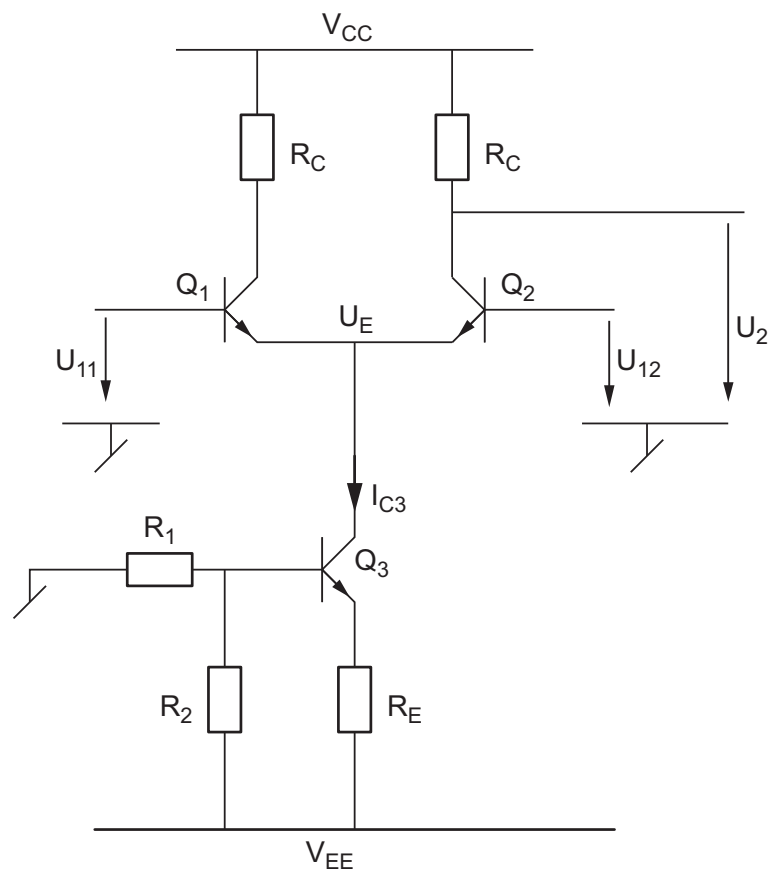 V_CC
R_C
R_C
Q_1
Q_2
U_E
U_2
U_11
U_12
I_C3
R_1
Q_3
R_2
R_E
V_EE